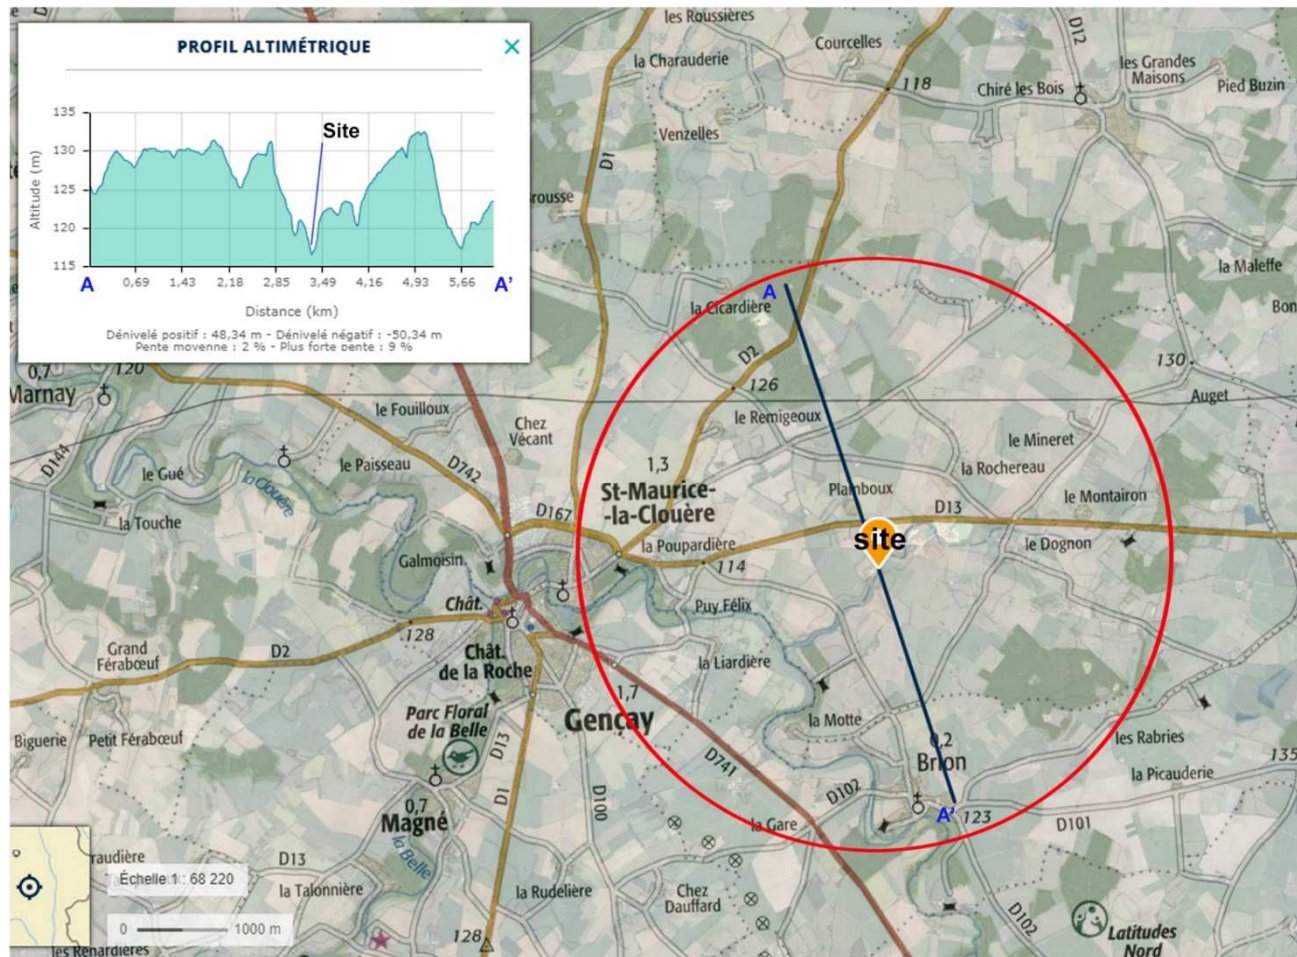 PROFIL ALTIMÉTRIQUE
135
130
125
120
115
Altitude (m)
Site
A
0,69
1,43
2,18
2,85
3,49
4,16
4,93
5,66
A'
Distance (km)
Dénivelé positif : 48,34 m - Dénivelé négatif : -50,34 m
Pente moyenne : 2 % - Plus forte pente : 9 %
les Roussières
D12
Courcelles
la Charauderie
les Grandes
Maisons
118
Chiré les Bois
Pied Buzin
Venzelles
D1
la Maleffe
la Cicardière
A
D2
130
120
0,7
Marnay
126
Auget
le Fouilloux
le Remigeoux
Chez
Vécant
le Mineret
D144
le Gué
le Paisseau
D742
1,3
la Rochereau
la Clouère
St-Maurice-
-la-Clouère
Plamboux
le Montairon
la Touche
D167
D13
la Poupardière
site
le Dognon
Galmoisin
114
Chât.
Puy Félix
128
Grand
Férabœuf
D2
Chât.
de la Roche
la Liardière
1,7
Parc Floral
de la Belle
Gençay
la Motte
Biguerie
Petit Férabœuf
D13
0,2
Brion
les Rabries
D741
la Picauderie
135
D1
D102
0,7
Magné
D100
la Gare
A'
123
D101
la Belle
D13
Échelle 1 : 68 220
la Talonnière
la Rudelière
Chez
Dauffard
0
1000 m
128
D102
Latitudes
Nord
les Renardières